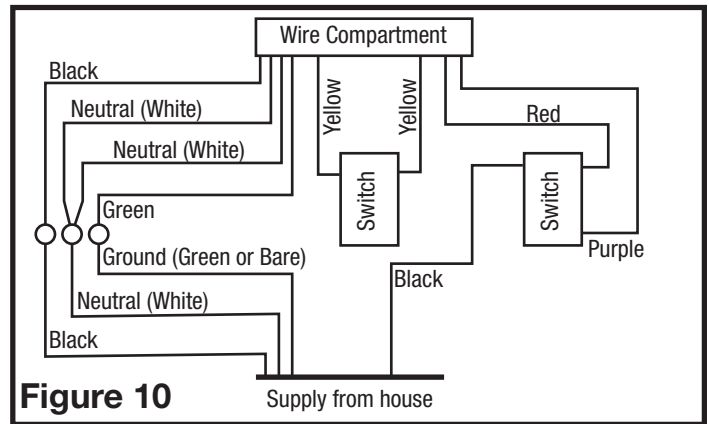 Wire Compartment
Black
Neutral (White)
Yellow
Yellow
Red
Neutral (White)
Switch
Switch
Green
Purple
Ground (Green or Bare)
Black
Neutral (White)
Black
Figure 10
Supply from house